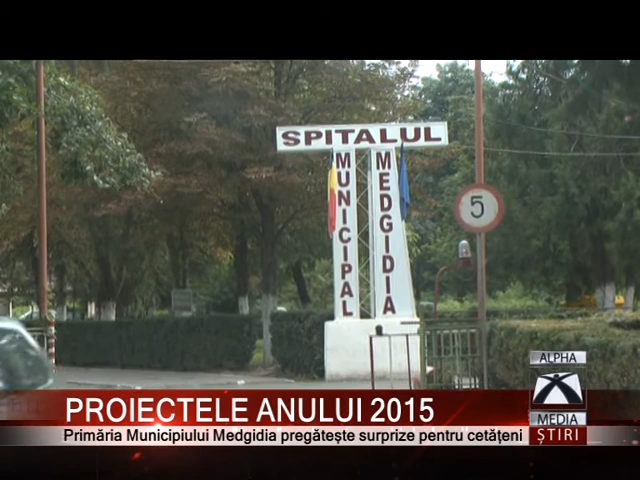 SPITALUL
MUNICIPAL
MEDGIDIA
5
ALPHA
MEDIA
ȘTIRI
PROIECTELE ANULUI 2015
Primăria Municipiului Medgidia pregătește surprize pentru cetățeni